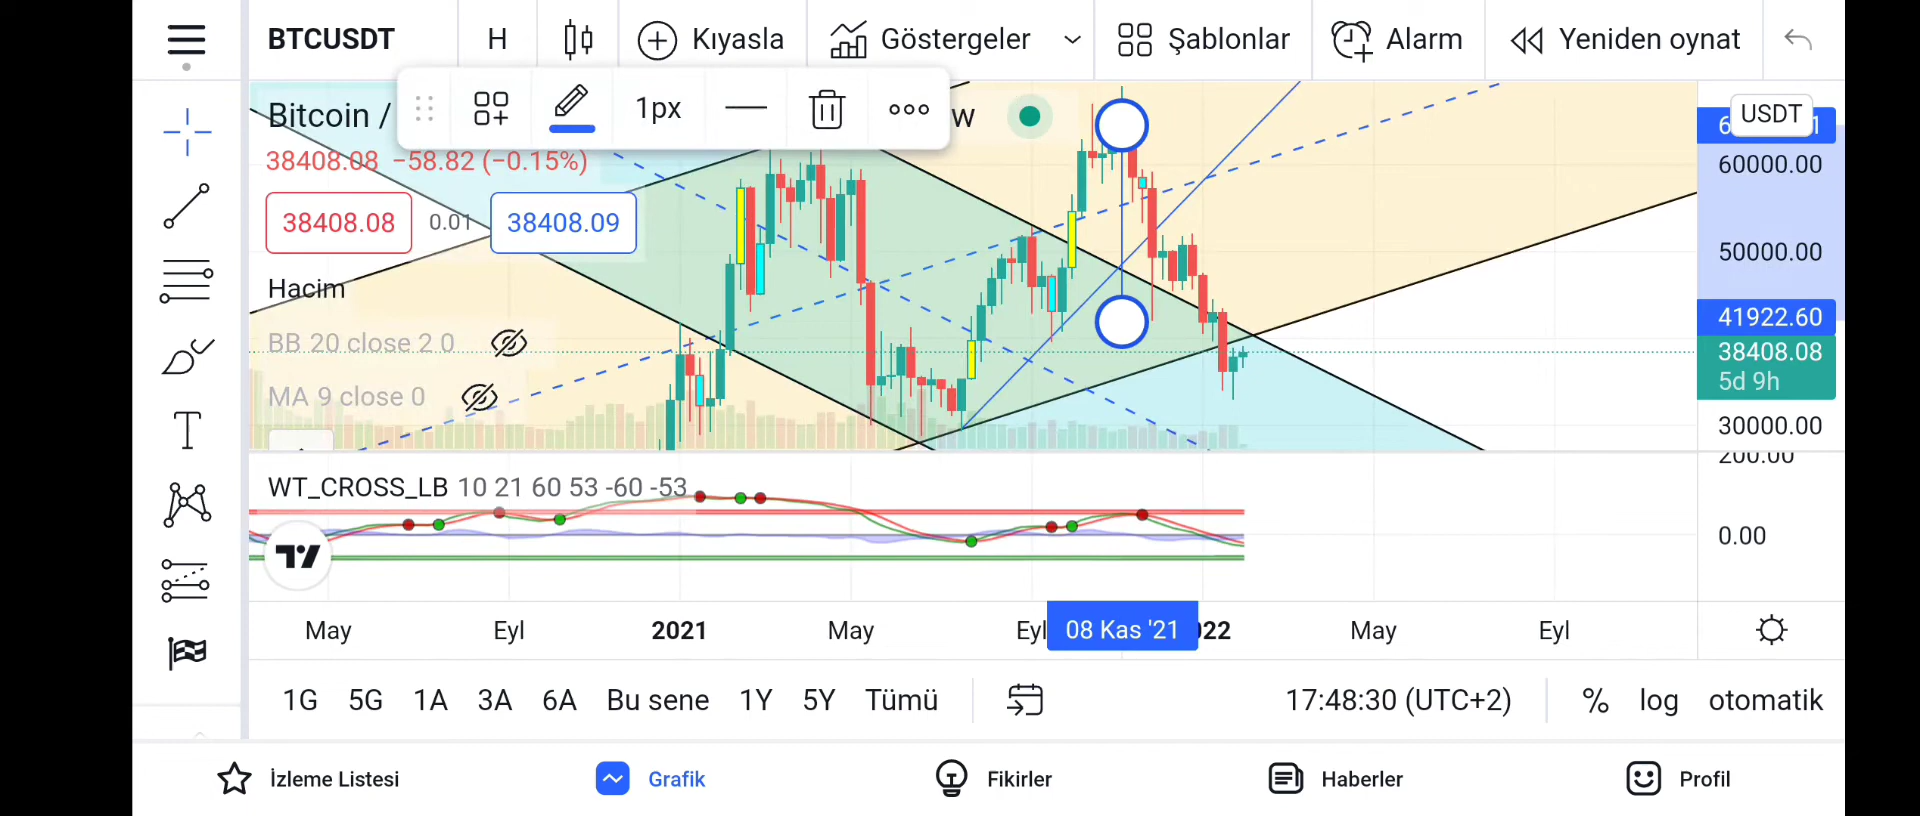 BTCUSDT H Kıyasla Göstergeler Şablonlar Alarm Yeniden oynat
1px
Bitcoin / w USDT
38408.08 −58.82 (−0.15%)
60000.00
38408.08 0.01 38408.09
50000.00
Hacim
41922.60
BB 20 close 2 0
38408.08
5d 9h
MA 9 close 0
30000.00
200.00
WT_CROSS_LB 10 21 60 53 -60 -53
0.00
May Eyl 2021 May Eyl 08 Kas '21 022 May Eyl
1G 5G 1A 3A 6A Bu sene 1Y 5Y Tümü 17:48:30 (UTC+2) % log otomatik
İzleme Listesi Grafik Fikirler Haberler Profil